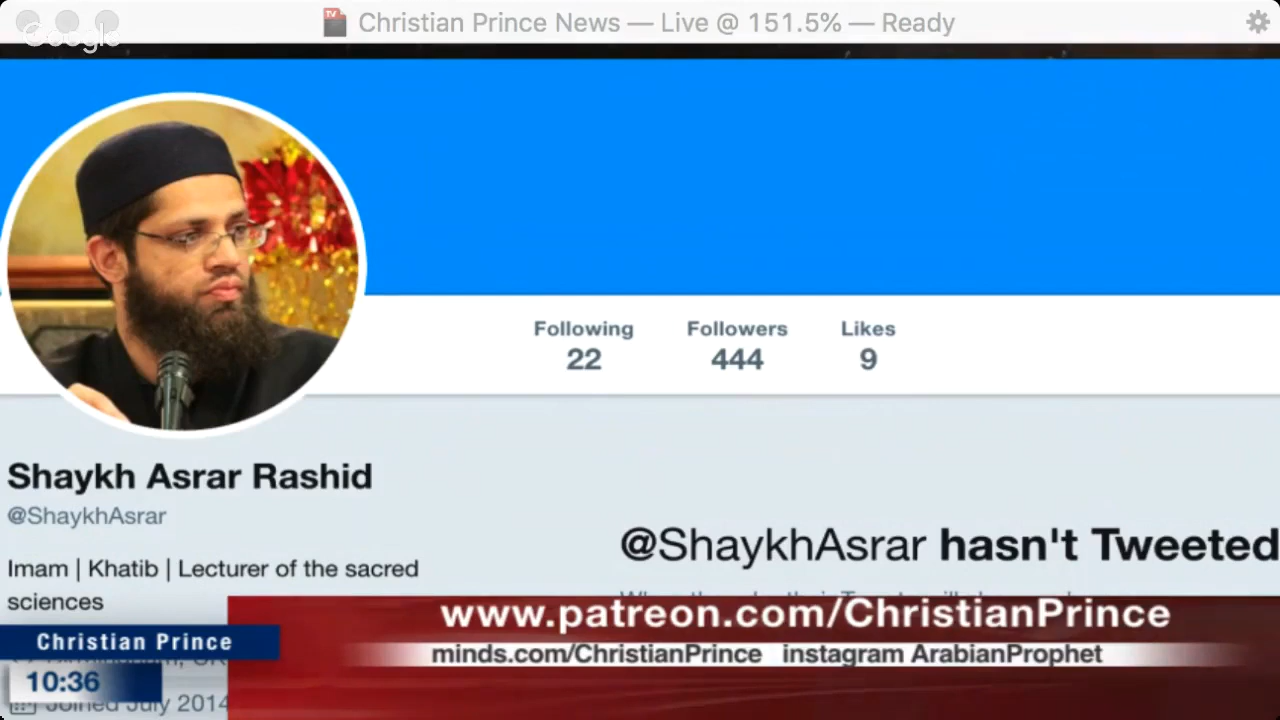 Christian Prince News — Live @ 151.5% — Ready
Google
TV
Following
22
Followers
444
Likes
9
Shaykh Asrar Rashid
@ShaykhAsrar
@ShaykhAsrar hasn't Tweeted
Imam | Khatib | Lecturer of the sacred
sciences
www.patreon.com/ChristianPrince
Christian Prince
minds.com/ChristianPrince instagram ArabianProphet
10:36
Joined July 2014